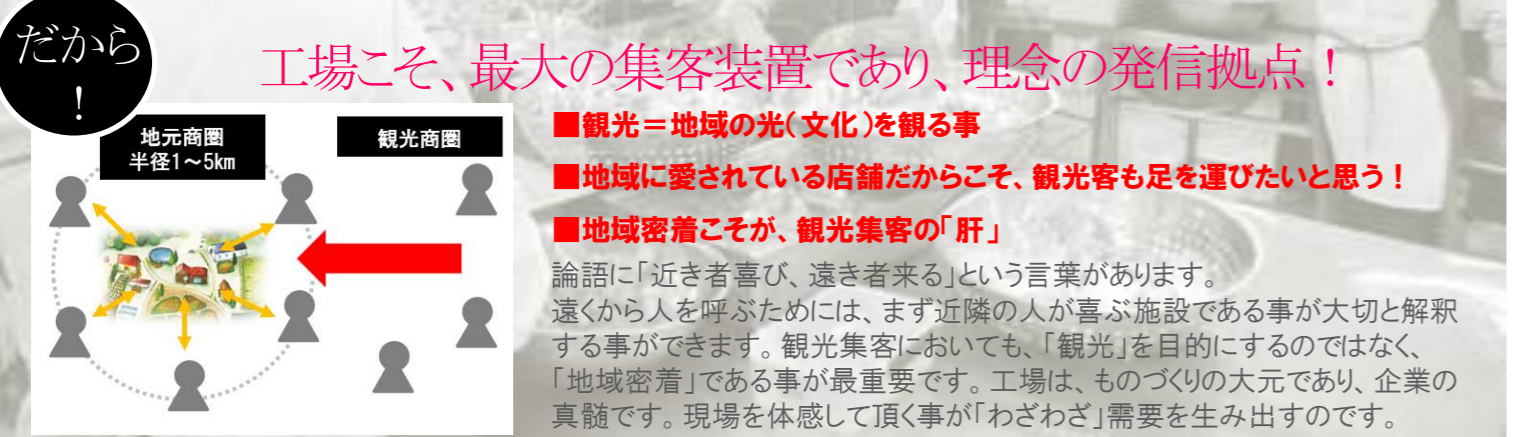 だから
！
工場こそ、最大の集客装置であり、理念の発信拠点！
地元商圏
半径1～5km
観光商圏
■観光＝地域の光(文化)を観る事
■地域に愛されている店舗だからこそ、観光客も足を運びたいと思う！
■地域密着こそが、観光集客の「肝」
論語に「近き者喜び、遠き者来る」という言葉があります。
遠くから人を呼ぶためには、まず近隣の人が喜ぶ施設である事が大切と解釈
する事ができます。観光集客においても、「観光」を目的にするのではなく、
「地域密着」である事が最重要です。工場は、ものづくりの大元であり、企業の
真髄です。現場を体感して頂く事が「わざわざ」需要を生み出すのです。